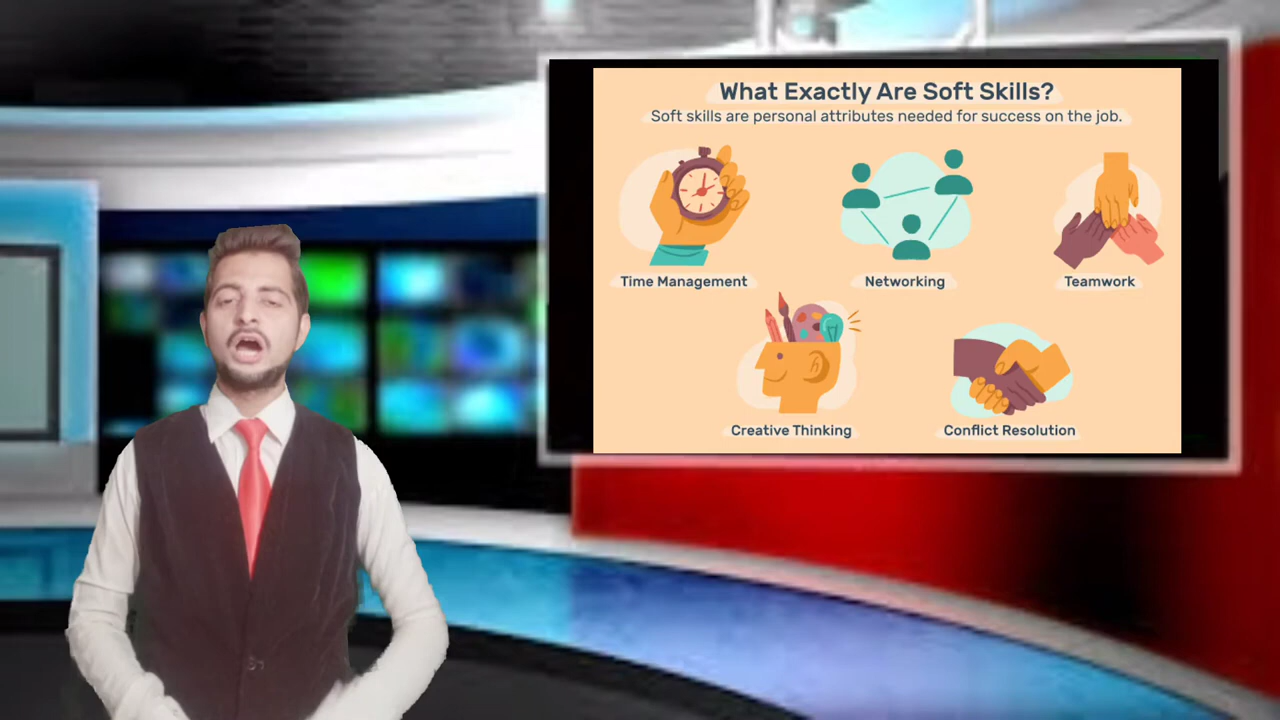 What Exactly Are Soft Skills?
Soft skills are personal attributes needed for success on the job.
Time Management
Networking
Teamwork
Creative Thinking
Conflict Resolution